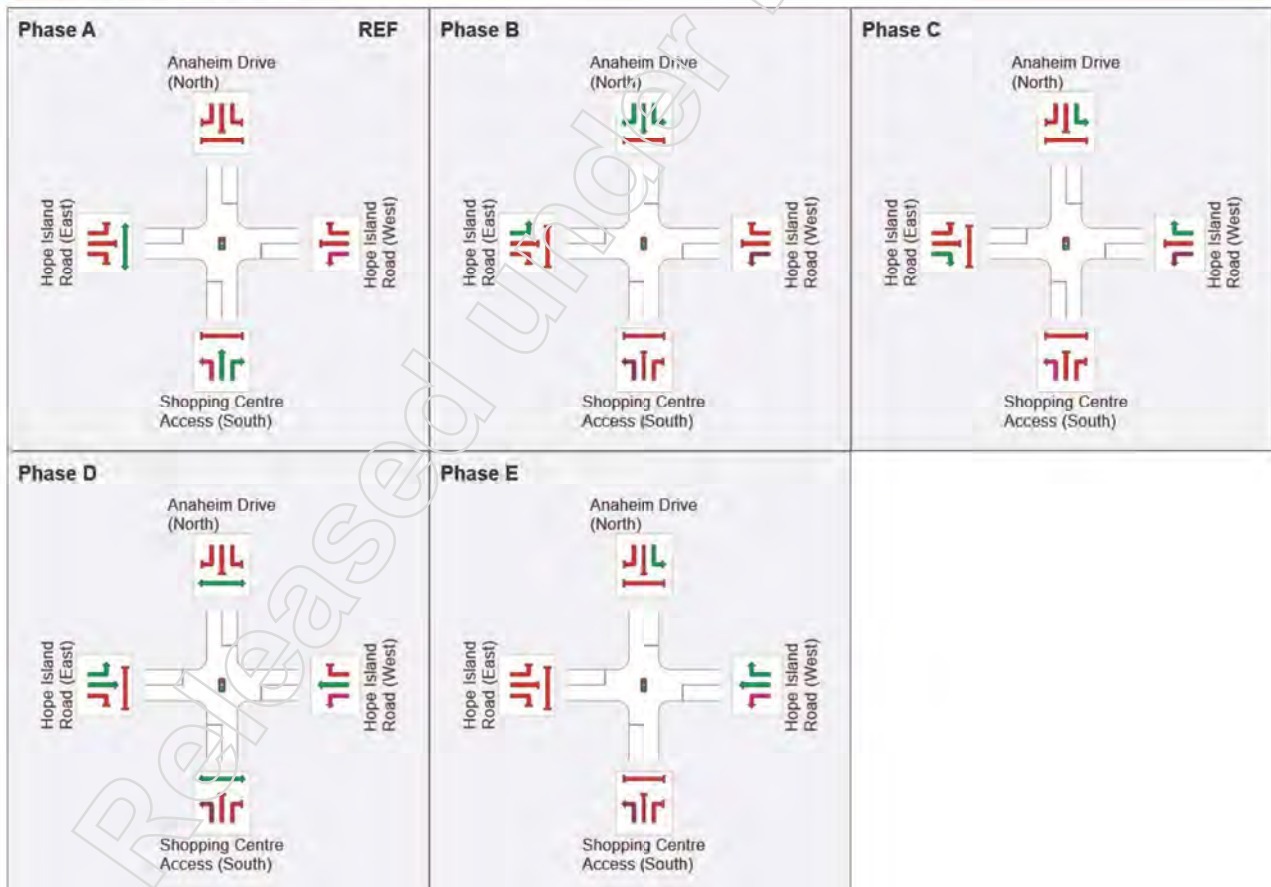 Phase A
REF
Anaheim Drive
(North)
Hope Island
Road (East)
Hope Island
Road (West)
Shopping Centre
Access (South)
Phase B
Anaheim Drive
(North)
Hope Island
Road (East)
Hope Island
Road (West)
Shopping Centre
Access (South)
Phase C
Anaheim Drive
(North)
Hope Island
Road (East)
Hope Island
Road (West)
Shopping Centre
Access (South)
Phase D
Anaheim Drive
(North)
Hope Island
Road (East)
Hope Island
Road (West)
Shopping Centre
Access (South)
Phase E
Anaheim Drive
(North)
Hope Island
Road (East)
Hope Island
Road (West)
Shopping Centre
Access (South)
Released under